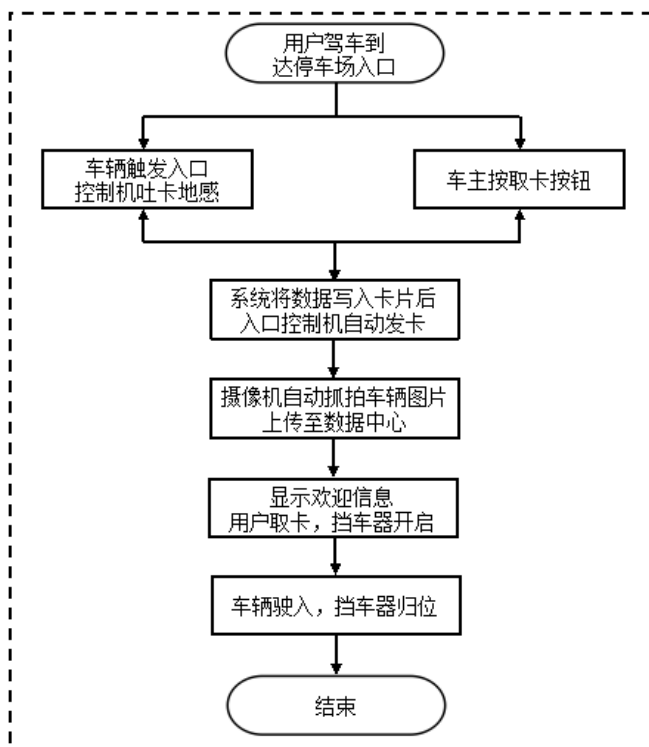 用户驾车到
达停车场入口
车辆触发入口
控制机吐卡地感
车主按取卡按钮
系统将数据写入卡片后
入口控制机自动发卡
摄像机自动抓拍车辆图片
上传至数据中心
显示欢迎信息
用户取卡，挡车器开启
车辆驶入，挡车器归位
结束